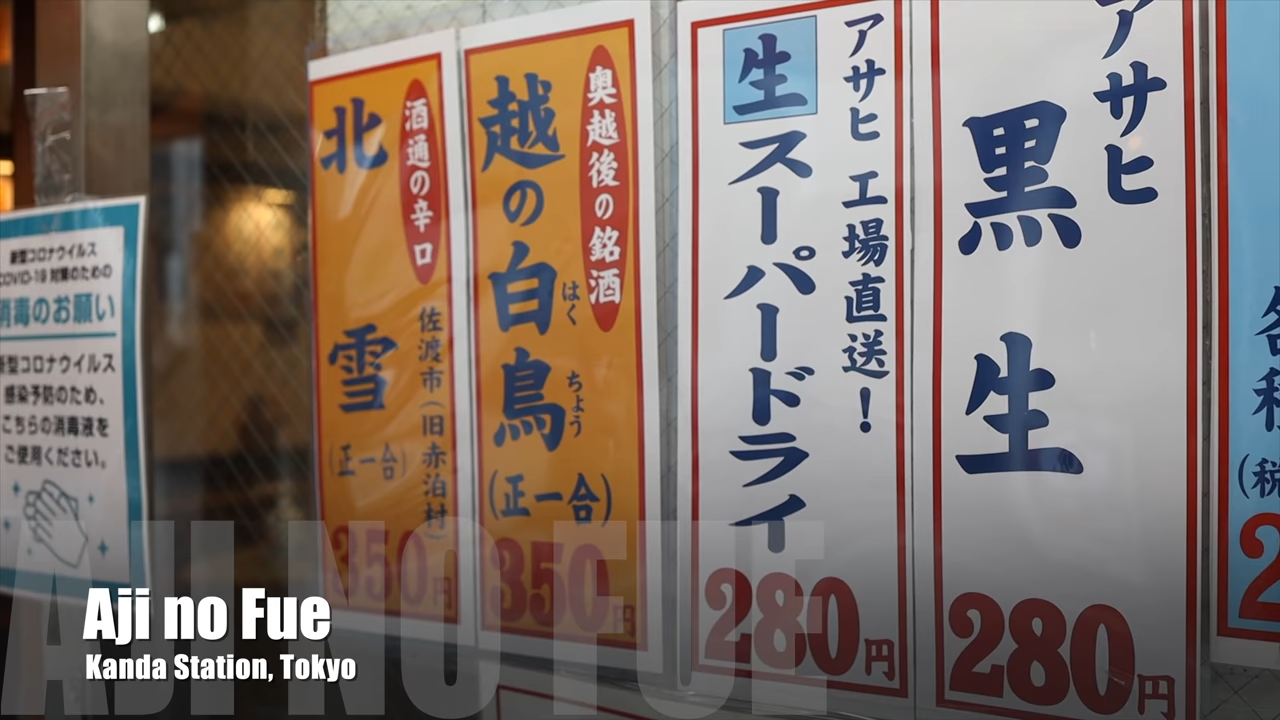 新型コロナウイルス
COVID-19 対策のための
消毒のお願い
新型コロナウイルス
感染予防のため、
こちらの消毒液を
ご使用ください。
酒通の辛口
北雪
(正一合)
佐渡市(旧赤泊村)
350円
奥越後の銘酒
越の白鳥
はくちょう
(正一合)
350円
アサヒ 工場直送!
生スーパードライ
280円
アサヒ
黒生
280円
(税
2
AJI NO FUE
Aji no Fue
Kanda Station, Tokyo